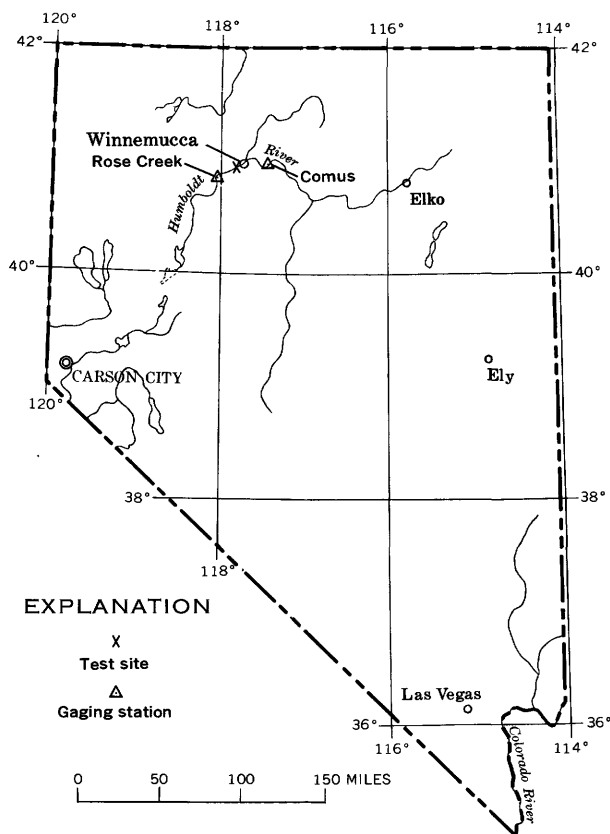 120°
118°
116°
114°
42°
42°
Winnemucca
Rose Creek
River
Comus
Humboldt
Elko
40°
40°
CARSON CITY
Ely
120°
38°
38°
118°
EXPLANATION
X
Test site
Gaging station
Las Vegas
36°
36°
116°
114°
Colorado River
0 50 100 150 MILES